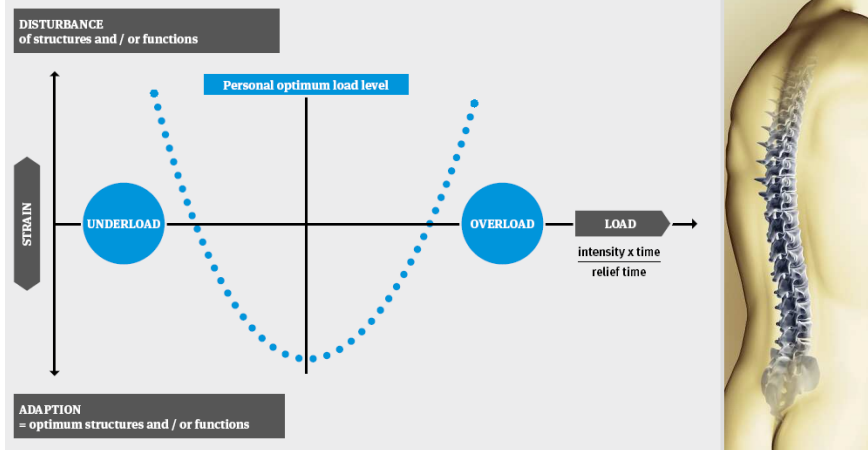 DISTURBANCE
of structures and / or functions
Personal optimum load level
STRAIN
UNDERLOAD
OVERLOAD
LOAD
intensity x time
relief time
ADAPTION
= optimum structures and / or functions